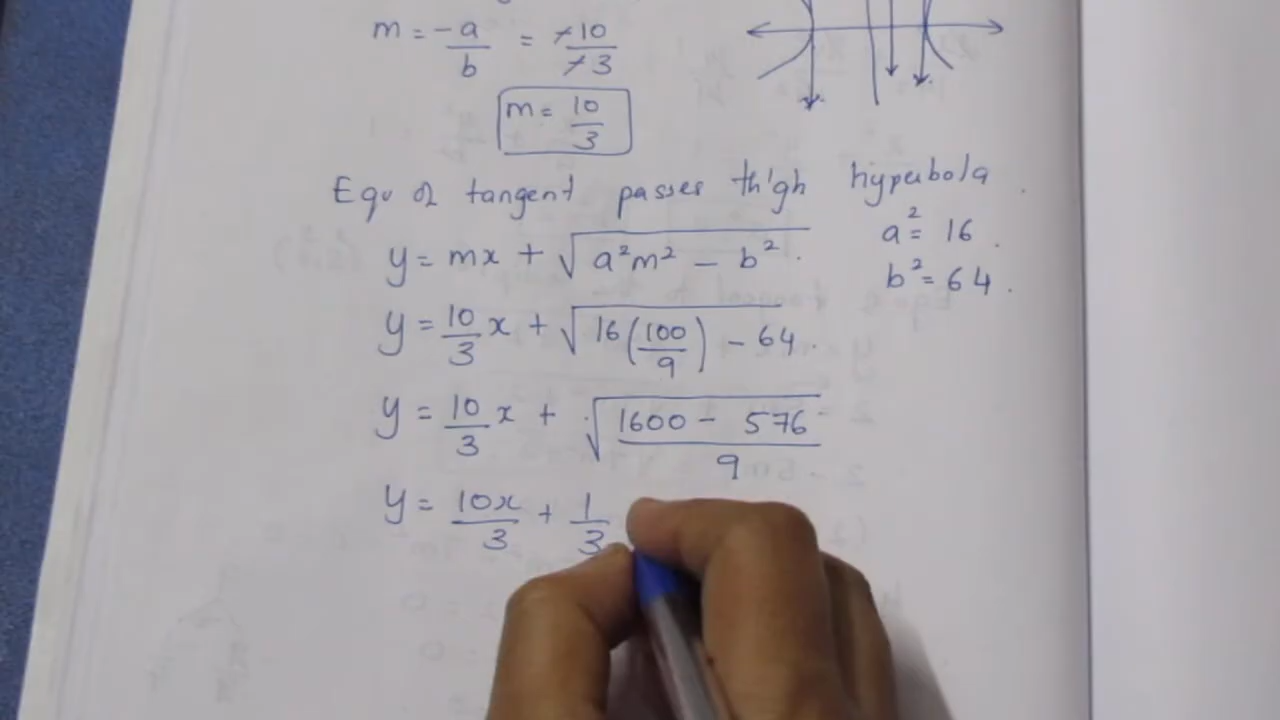 m = -a/b = -10/-3
m = 10/3
Equ of tangent passes th'gh hyperbola
y = mx + √(a²m² - b²).
a² = 16.
b² = 64.
y = 10/3 x + √(16(100/9) - 64).
y = 10/3 x + √((1600 - 576)/9)
y = 10x/3 + 1/3